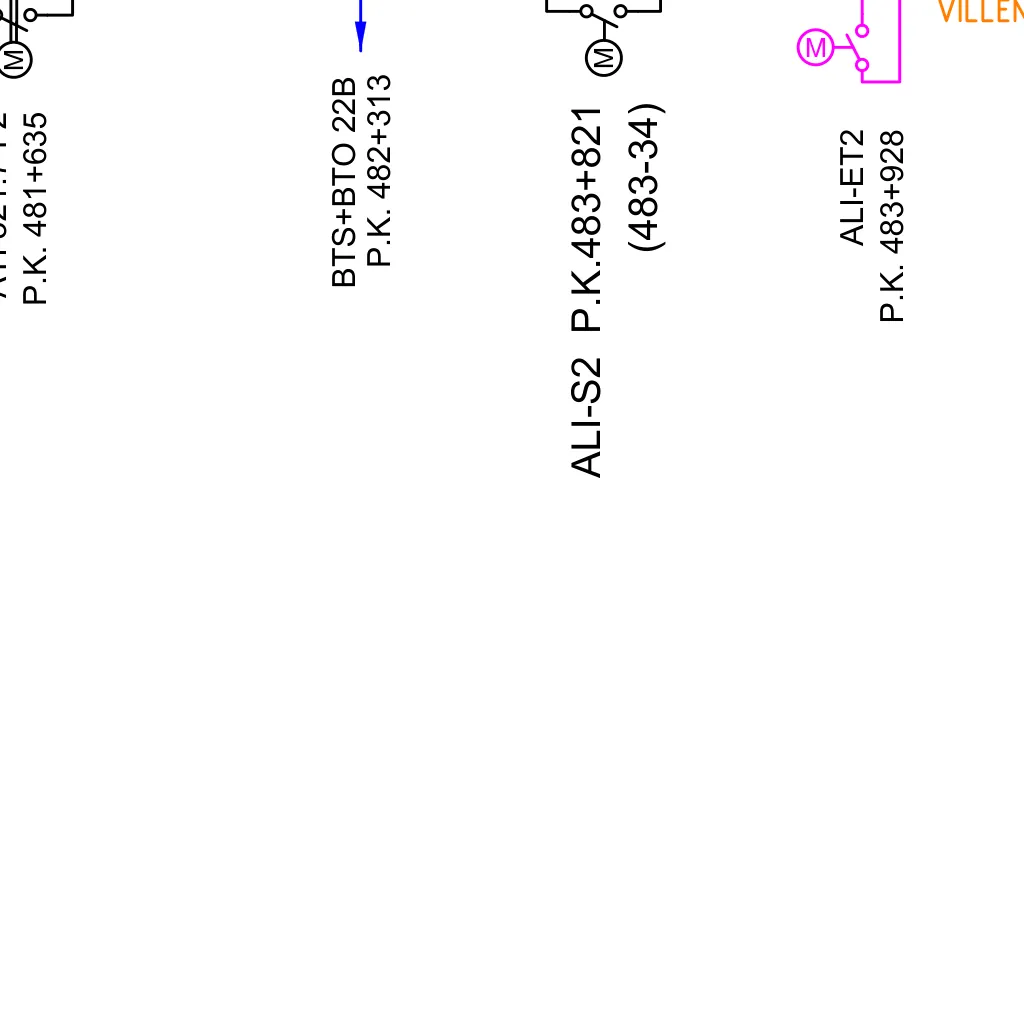 M
P.K. 481+635
BTS+BTO 22B
P.K. 482+313
M
ALI-S2 P.K.483+821
(483-34)
M
ALI-ET2
P.K. 483+928